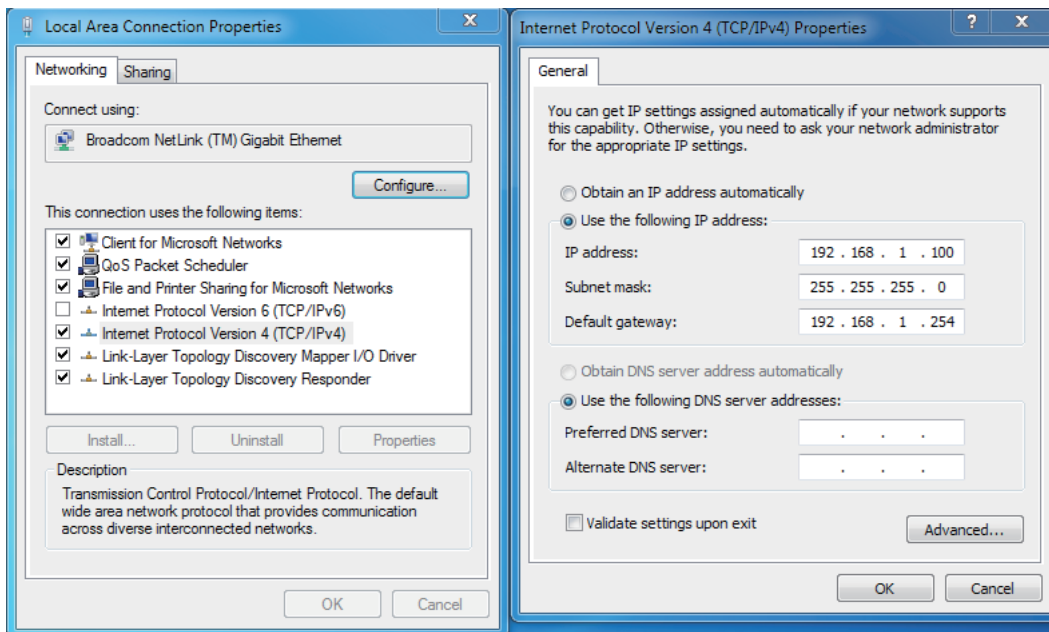 Local Area Connection Properties
X
Networking
Sharing
Connect using:
Broadcom NetLink (TM) Gigabit Ethernet
Configure...
This connection uses the following items:
Client for Microsoft Networks
QoS Packet Scheduler
File and Printer Sharing for Microsoft Networks
Internet Protocol Version 6 (TCP/IPv6)
Internet Protocol Version 4 (TCP/IPv4)
Link-Layer Topology Discovery Mapper I/O Driver
Link-Layer Topology Discovery Responder
Install...
Uninstall
Properties
Description
Transmission Control Protocol/Internet Protocol. The default
wide area network protocol that provides communication
across diverse interconnected networks.
OK
Cancel
Internet Protocol Version 4 (TCP/IPv4) Properties
?
X
General
You can get IP settings assigned automatically if your network supports
this capability. Otherwise, you need to ask your network administrator
for the appropriate IP settings.
Obtain an IP address automatically
Use the following IP address:
IP address:
192 . 168 . 1 . 100
Subnet mask:
255 . 255 . 255 . 0
Default gateway:
192 . 168 . 1 . 254
Obtain DNS server address automatically
Use the following DNS server addresses:
Preferred DNS server:
. . .
Alternate DNS server:
. . .
Validate settings upon exit
Advanced...
OK
Cancel